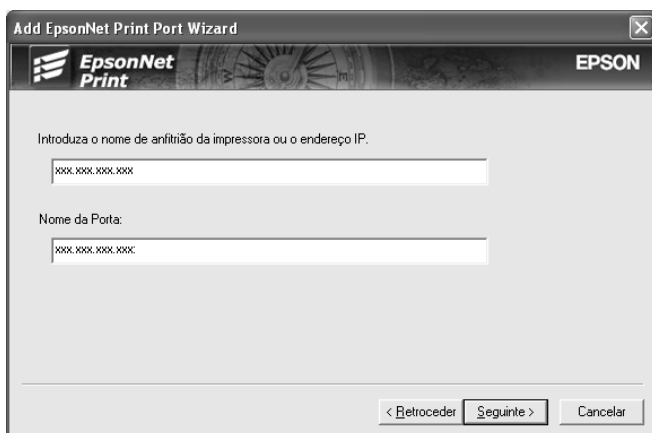 Add EpsonNet Print Port Wizard
EpsonNet
Print
EPSON
Introduza o nome de anfitrião da impressora ou o endereço IP.
xxx.xxx.xxx.xxx
Nome da Porta:
xxx.xxx.xxx.xxx:
< Retroceder
Seguinte >
Cancelar